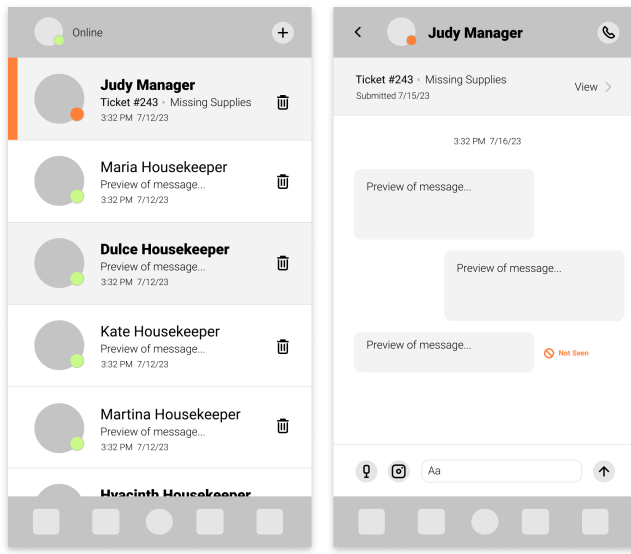 Online
Judy Manager
Ticket #243 • Missing Supplies
3:32 PM 7/12/23
Maria Housekeeper
Preview of message...
3:32 PM 7/12/23
Dulce Housekeeper
Preview of message...
3:32 PM 7/12/23
Kate Housekeeper
Preview of message...
3:32 PM 7/12/23
Martina Housekeeper
Preview of message...
3:32 PM 7/12/23
Hyacinth Housekeeper
Judy Manager
Ticket #243 • Missing Supplies
Submitted 7/15/23
View
3:32 PM 7/16/23
Preview of message...
Preview of message...
Preview of message...
Not Seen
Aa